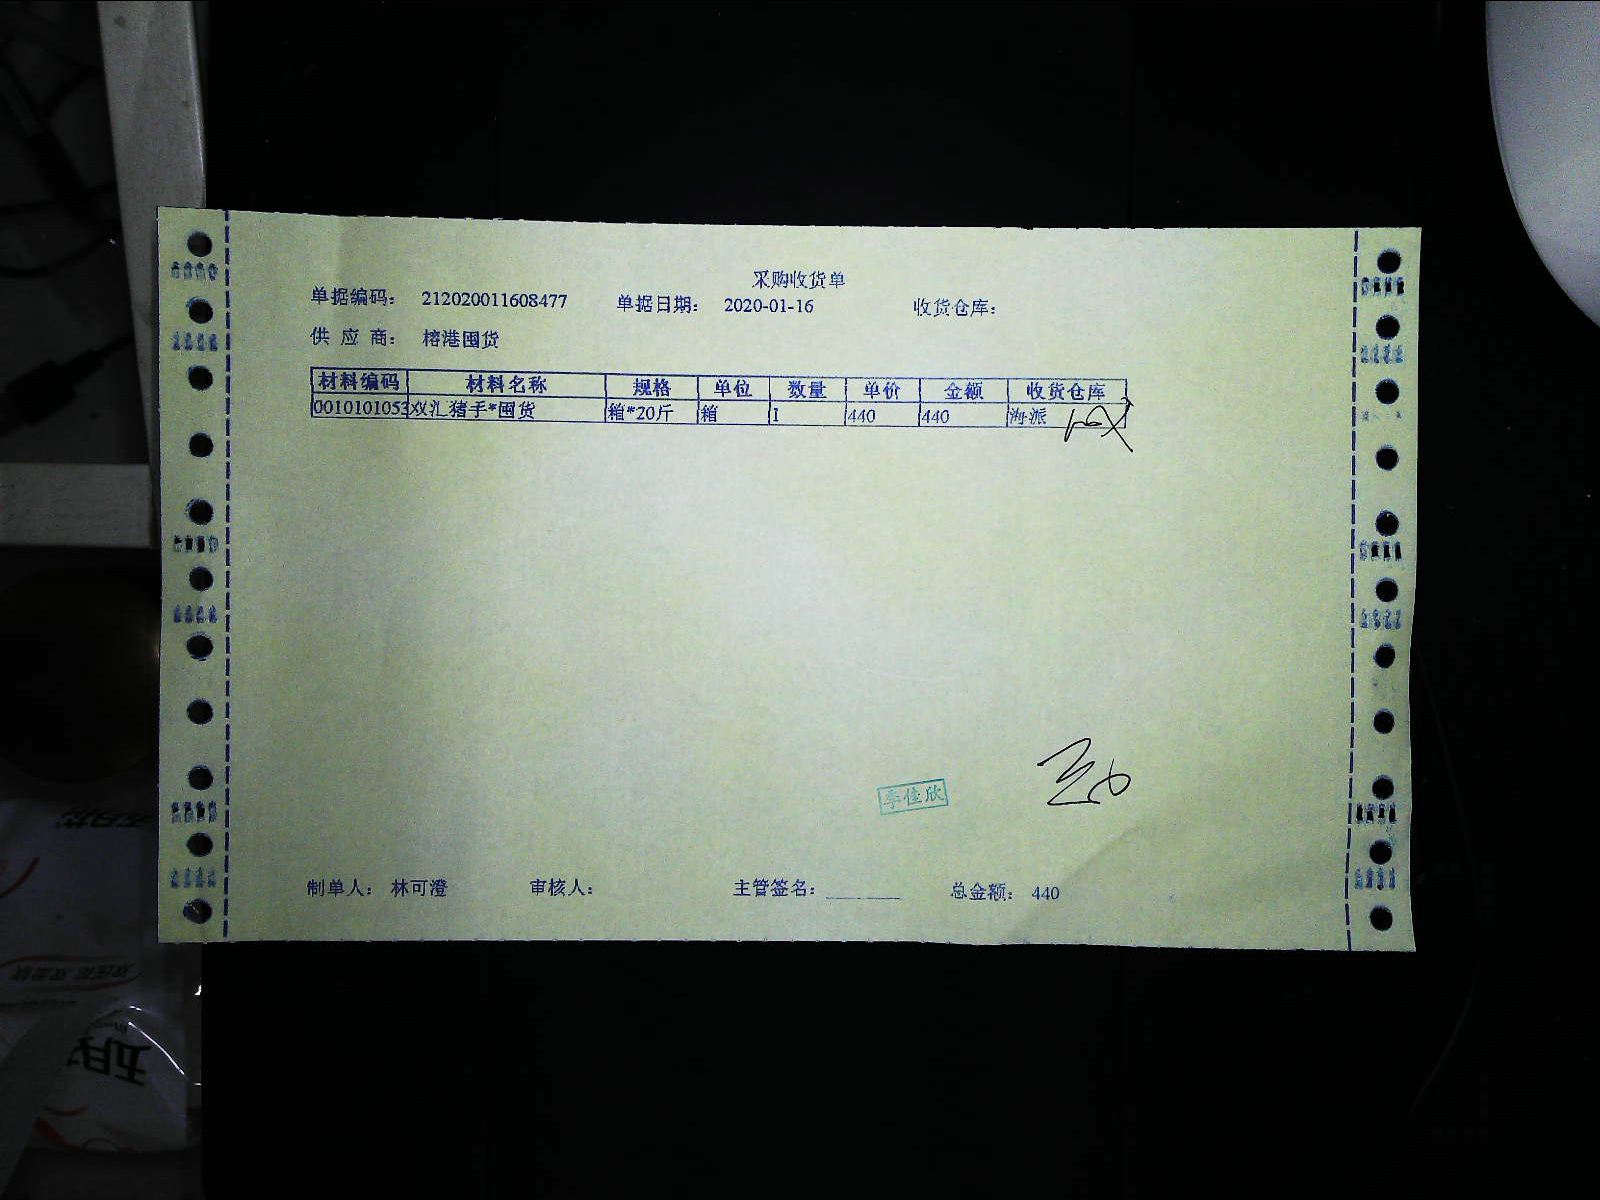 采购收货单
单据编码： 212020011608477 单据日期： 2020-01-16 收货仓库：
供 应 商： 榕港囤货
材料编码 材料名称 规格 单位 数量 单价 金额 收货仓库
0010101053 双汇猪手*囤货 箱*20斤 箱 1 440 440 海派
李佳欣
制单人： 林可澄 审核人： 主管签名： ________ 总金额： 440